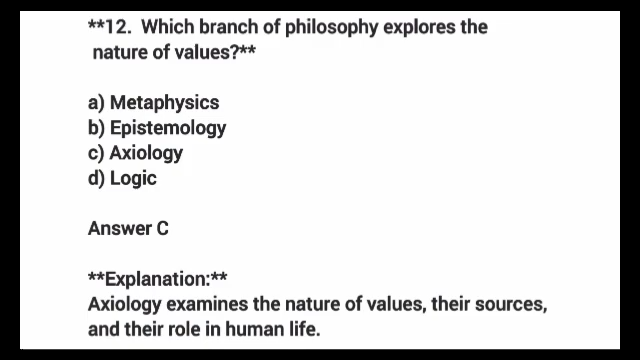 **12. Which branch of philosophy explores the
nature of values?**
a) Metaphysics
b) Epistemology
c) Axiology
d) Logic
Answer C
**Explanation:**
Axiology examines the nature of values, their sources,
and their role in human life.